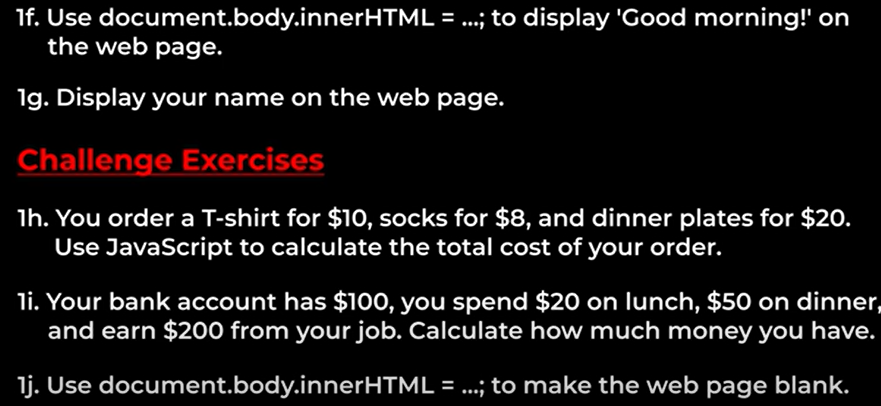 1f. Use document.body.innerHTML = ...; to display 'Good morning!' on
the web page.
1g. Display your name on the web page.
Challenge Exercises
1h. You order a T-shirt for $10, socks for $8, and dinner plates for $20.
Use JavaScript to calculate the total cost of your order.
1i. Your bank account has $100, you spend $20 on lunch, $50 on dinner,
and earn $200 from your job. Calculate how much money you have.
1j. Use document.body.innerHTML = ...; to make the web page blank.